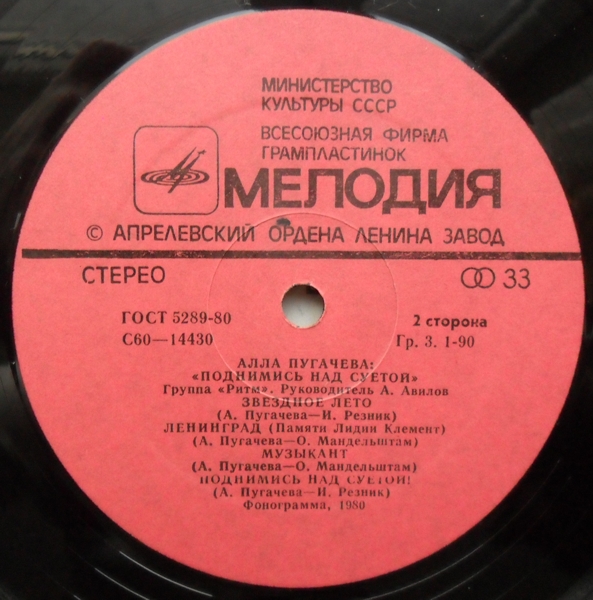 МИНИСТЕРСТВО
КУЛЬТУРЫ СССР
ВСЕСОЮЗНАЯ ФИРМА
ГРАМПЛАСТИНОК
МЕЛОДИЯ
© АПРЕЛЕВСКИЙ ОРДЕНА ЛЕНИНА ЗАВОД
СТЕРЕО 33
ГОСТ 5289-80 2 сторона
С60—14430 Гр. 3. 1-90
АЛЛА ПУГАЧЕВА:
«ПОДНИМИСЬ НАД СУЕТОЙ»
Группа «Ритм». Руководитель А. Авилов
ЗВЕЗДНОЕ ЛЕТО
(А. Пугачева—И. Резник)
ЛЕНИНГРАД (Памяти Лидии Клемент)
(А. Пугачева—О. Мандельштам)
МУЗЫКАНТ
(А. Пугачева—О. Мандельштам)
ПОДНИМИСЬ НАД СУЕТОЙ!
(А. Пугачева—И. Резник)
Фонограмма, 1980